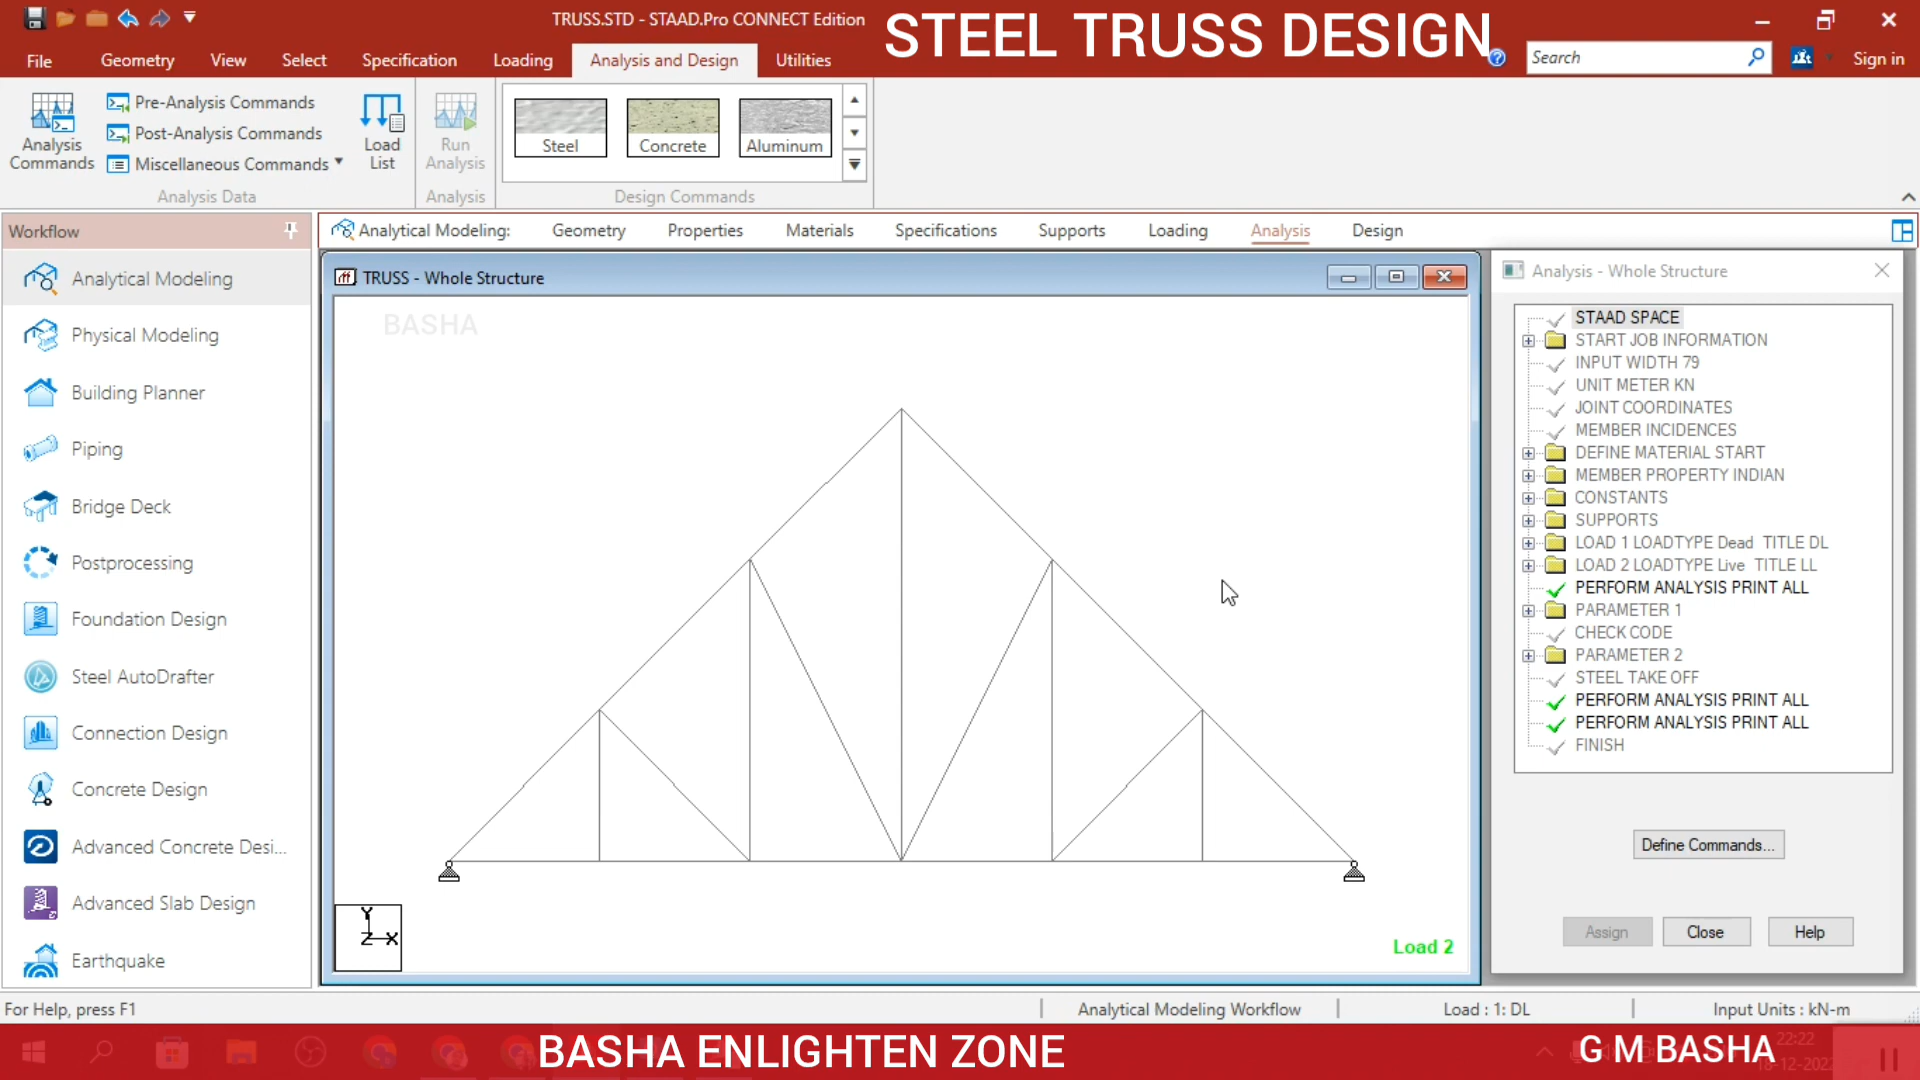 TRUSS.STD - STAAD.Pro CONNECT Edition
STEEL TRUSS DESIGN
File Geometry View Select Specification Loading Analysis and Design Utilities
Search
Sign in
Analysis Commands
Pre-Analysis Commands
Post-Analysis Commands
Miscellaneous Commands
Load List
Analysis Data
Run Analysis
Analysis
Steel Concrete Aluminum
Design Commands
Workflow
Analytical Modeling
Physical Modeling
Building Planner
Piping
Bridge Deck
Postprocessing
Foundation Design
Steel AutoDrafter
Connection Design
Concrete Design
Advanced Concrete Desi...
Advanced Slab Design
Earthquake
Analytical Modeling: Geometry Properties Materials Specifications Supports Loading Analysis Design
TRUSS - Whole Structure
BASHA
Y
Z X
Load 2
Analysis - Whole Structure
STAAD SPACE
START JOB INFORMATION
INPUT WIDTH 79
UNIT METER KN
JOINT COORDINATES
MEMBER INCIDENCES
DEFINE MATERIAL START
MEMBER PROPERTY INDIAN
CONSTANTS
SUPPORTS
LOAD 1 LOADTYPE Dead TITLE DL
LOAD 2 LOADTYPE Live TITLE LL
PERFORM ANALYSIS PRINT ALL
PARAMETER 1
CHECK CODE
PARAMETER 2
STEEL TAKE OFF
PERFORM ANALYSIS PRINT ALL
PERFORM ANALYSIS PRINT ALL
FINISH
Define Commands...
Assign Close Help
For Help, press F1
Analytical Modeling Workflow
Load : 1: DL
Input Units : kN-m
BASHA ENLIGHTEN ZONE
G M BASHA
22:22